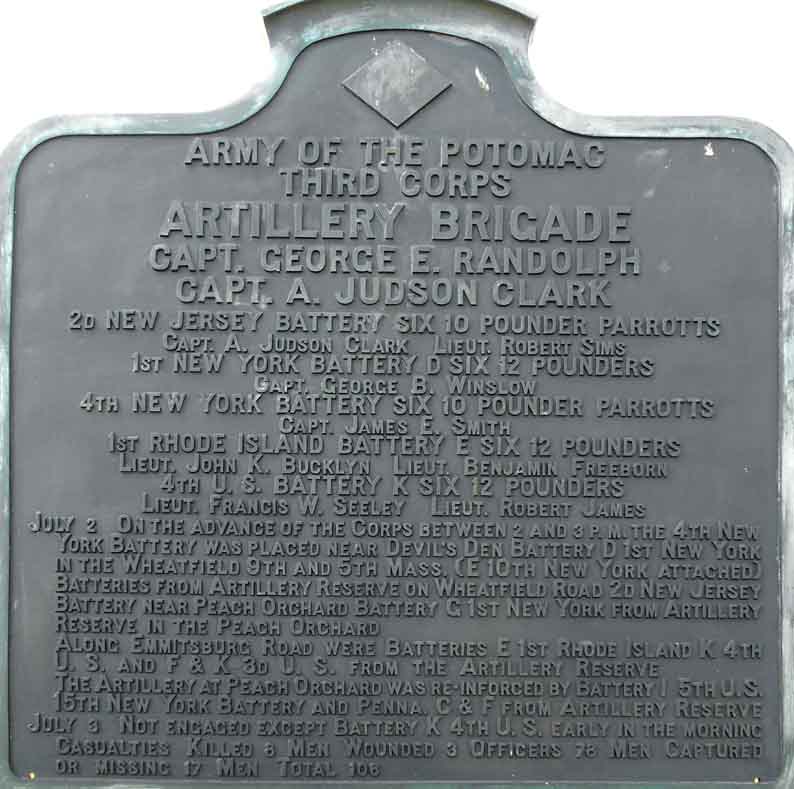 ARMY OF THE POTOMAC
THIRD CORPS
ARTILLERY BRIGADE
CAPT. GEORGE E. RANDOLPH
CAPT. A. JUDSON CLARK
2D NEW JERSEY BATTERY SIX 10 POUNDER PARROTTS
CAPT. A. JUDSON CLARK LIEUT. ROBERT SIMS
1ST NEW YORK BATTERY D SIX 12 POUNDERS
CAPT. GEORGE B. WINSLOW
4TH NEW YORK BATTERY SIX 10 POUNDER PARROTTS
CAPT. JAMES E. SMITH
1ST RHODE ISLAND BATTERY E SIX 12 POUNDERS
LIEUT. JOHN K. BUCKLYN LIEUT. BENJAMIN FREEBORN
4TH U. S. BATTERY K SIX 12 POUNDERS
LIEUT. FRANCIS W. SEELEY LIEUT. ROBERT JAMES
JULY 2 ON THE ADVANCE OF THE CORPS BETWEEN 2 AND 3 P. M. THE 4TH NEW
YORK BATTERY WAS PLACED NEAR DEVIL'S DEN BATTERY D 1ST NEW YORK
IN THE WHEATFIELD 9TH AND 5TH MASS. (E 10TH NEW YORK ATTACHED)
BATTERIES FROM ARTILLERY RESERVE ON WHEATFIELD ROAD 2D NEW JERSEY
BATTERY NEAR PEACH ORCHARD BATTERY G 1ST NEW YORK FROM ARTILLERY
RESERVE IN THE PEACH ORCHARD
ALONG EMMITSBURG ROAD WERE BATTERIES E 1ST RHODE ISLAND K 4TH
U. S. AND F & K 3D U. S. FROM THE ARTILLERY RESERVE
THE ARTILLERY AT PEACH ORCHARD WAS RE-INFORCED BY BATTERY I 5TH U.S.
15TH NEW YORK BATTERY AND PENNA. C & F FROM ARTILLERY RESERVE
JULY 3 NOT ENGAGED EXCEPT BATTERY K 4TH U. S. EARLY IN THE MORNING
CASUALTIES KILLED 8 MEN WOUNDED 3 OFFICERS 78 MEN CAPTURED
OR MISSING 17 MEN TOTAL 106